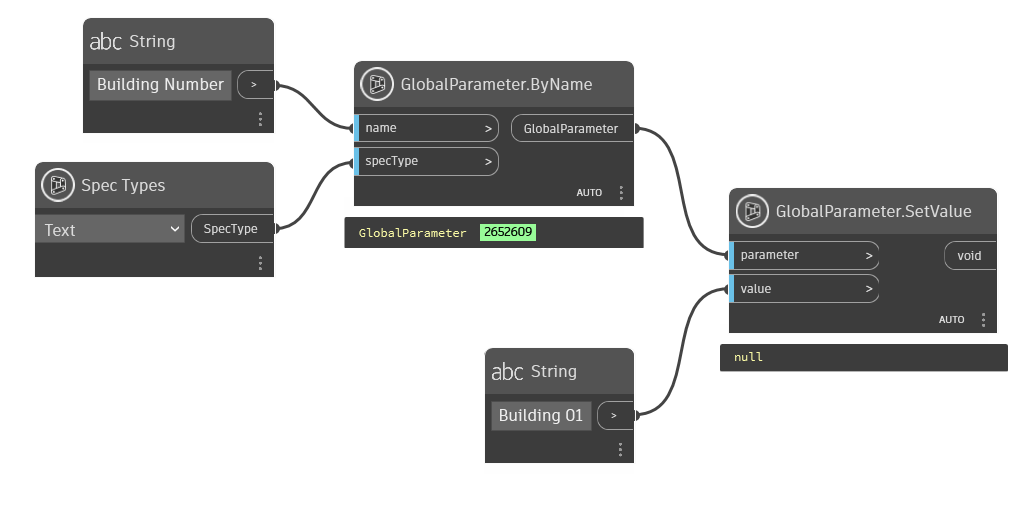 abc String
Building Number >
Spec Types
Text SpecType
GlobalParameter.ByName
name > GlobalParameter
specType >
AUTO
GlobalParameter 2652609
abc String
Building 01 >
GlobalParameter.SetValue
parameter > void
value >
AUTO
null